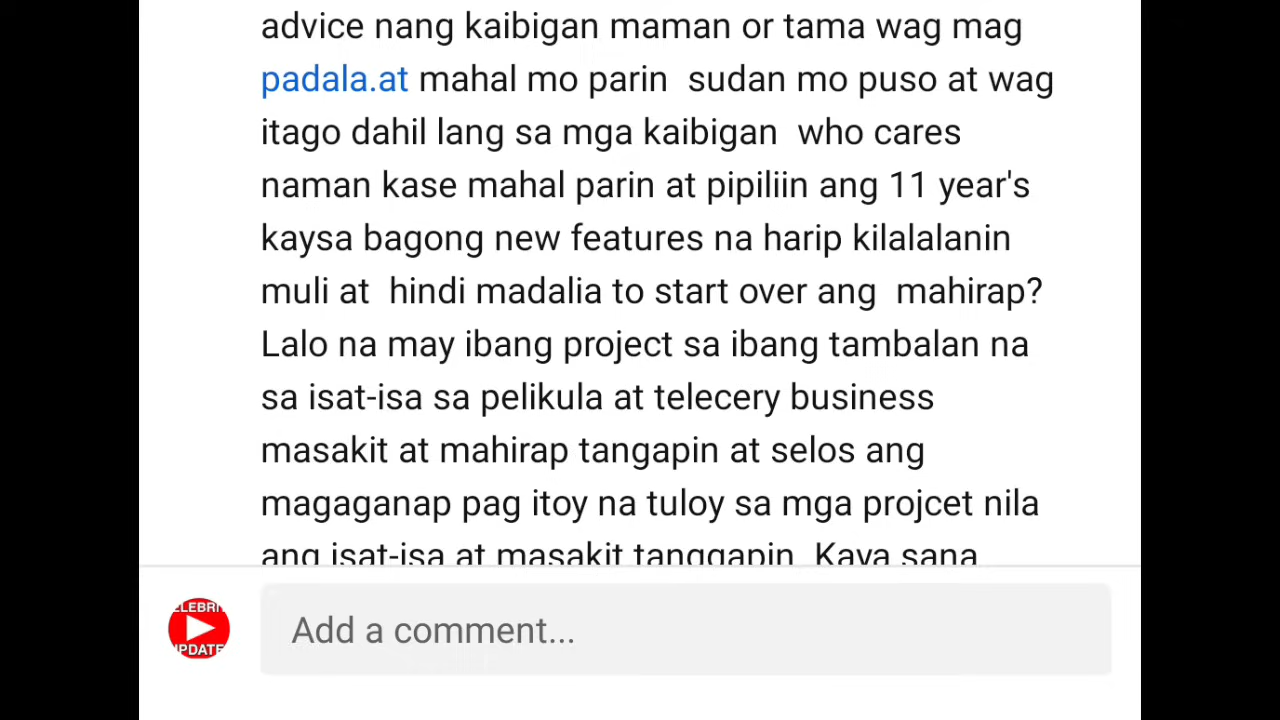 advice nang kaibigan maman or tama wag mag
padala.at mahal mo parin sudan mo puso at wag
itago dahil lang sa mga kaibigan who cares
naman kase mahal parin at pipiliin ang 11 year's
kaysa bagong new features na harip kilalalanin
muli at hindi madalia to start over ang mahirap?
Lalo na may ibang project sa ibang tambalan na
sa isat-isa sa pelikula at telecery business
masakit at mahirap tangapin at selos ang
magaganap pag itoy na tuloy sa mga projcet nila
ang isat-isa at masakit tanggapin Kaya sana
ELEBRI
UPDATE
Add a comment...